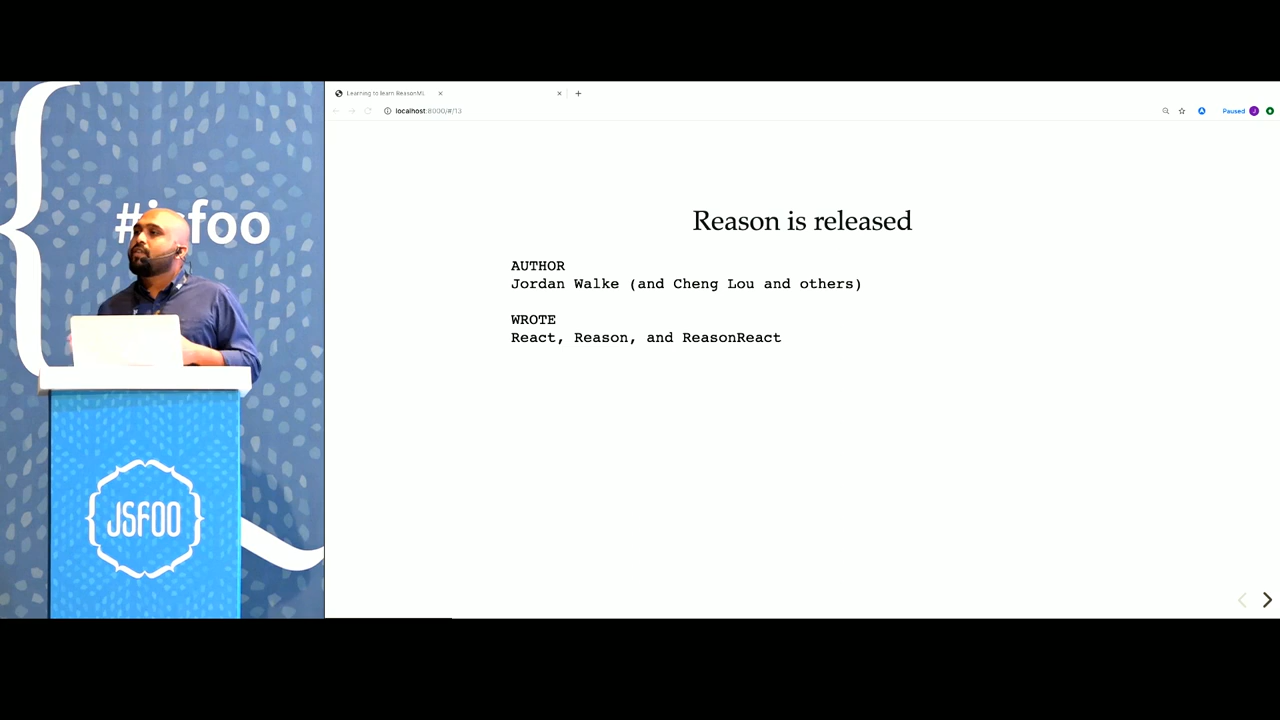 #jsfoo
JSFOO
Learning to learn ReasonML
localhost:8000/#/13
Paused
J
Reason is released
AUTHOR
Jordan Walke (and Cheng Lou and others)
WROTE
React, Reason, and ReasonReact